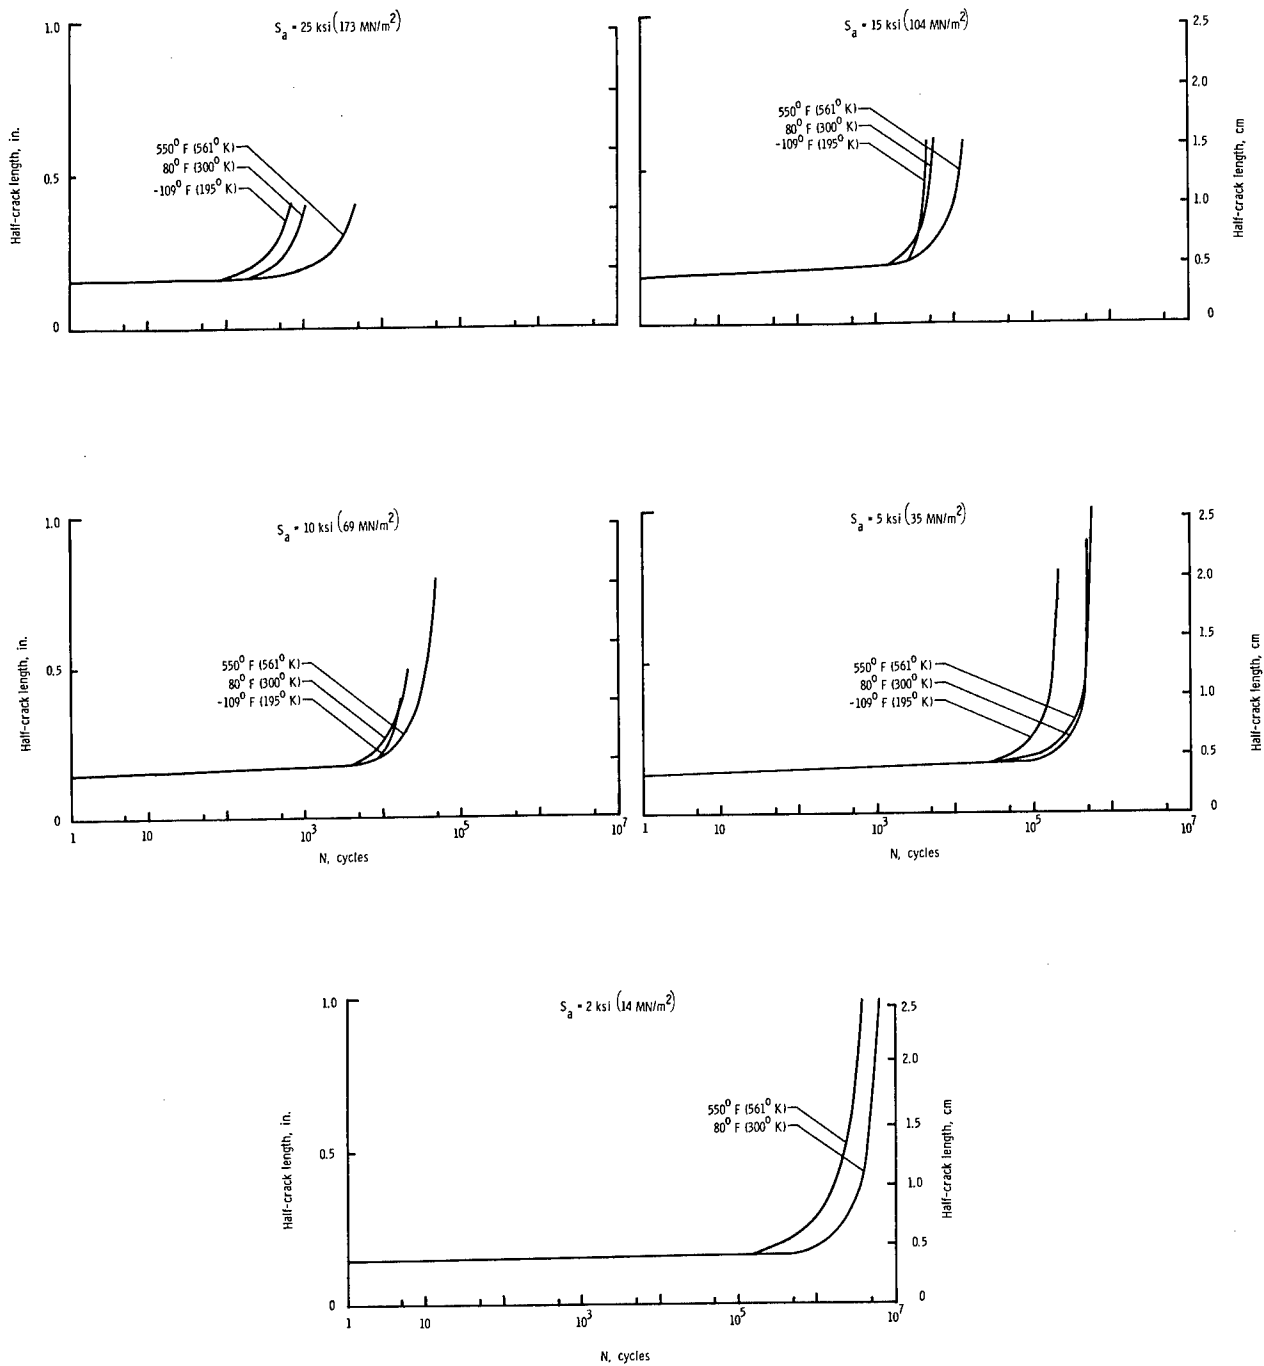 S_a = 25 ksi (173 MN/m²)
1.0
0.5
0
Half-crack length, in.
550° F (561° K)
80° F (300° K)
-109° F (195° K)
S_a = 15 ksi (104 MN/m²)
550° F (561° K)
80° F (300° K)
-109° F (195° K)
2.5
2.0
1.5
1.0
0.5
0
Half-crack length, cm
S_a = 10 ksi (69 MN/m²)
1.0
0.5
0
Half-crack length, in.
550° F (561° K)
80° F (300° K)
-109° F (195° K)
1 10 10³ 10⁵ 10⁷
N, cycles
S_a = 5 ksi (35 MN/m²)
550° F (561° K)
80° F (300° K)
-109° F (195° K)
2.5
2.0
1.5
1.0
0.5
0
Half-crack length, cm
1 10 10³ 10⁵ 10⁷
N, cycles
S_a = 2 ksi (14 MN/m²)
1.0
0.5
0
Half-crack length, in.
550° F (561° K)
80° F (300° K)
2.5
2.0
1.5
1.0
0.5
0
Half-crack length, cm
1 10 10³ 10⁵ 10⁷
N, cycles